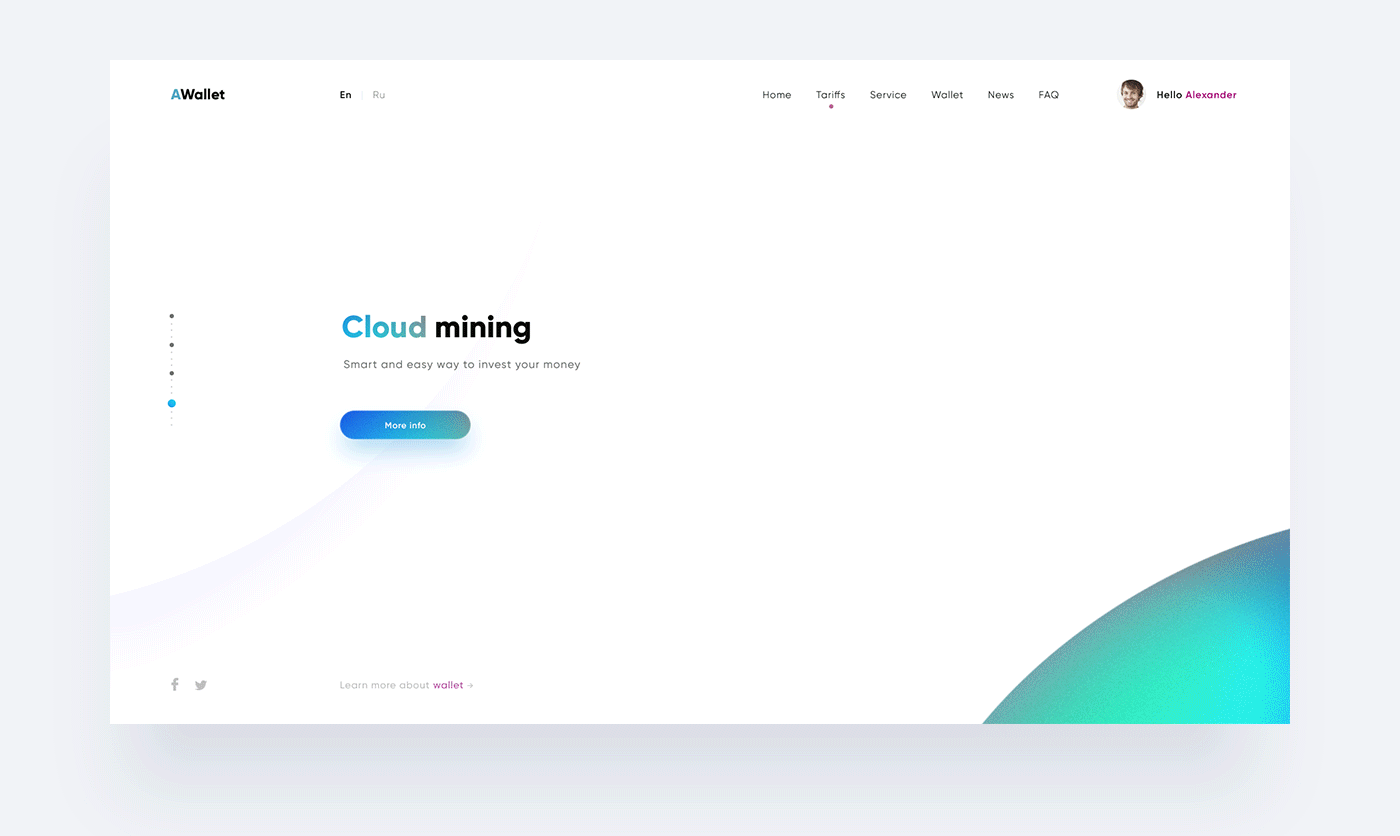 AWallet
En | Ru
Home Tariffs Service Wallet News FAQ
Hello Alexander
Cloud mining
Smart and easy way to invest your money
More info
Learn more about wallet →